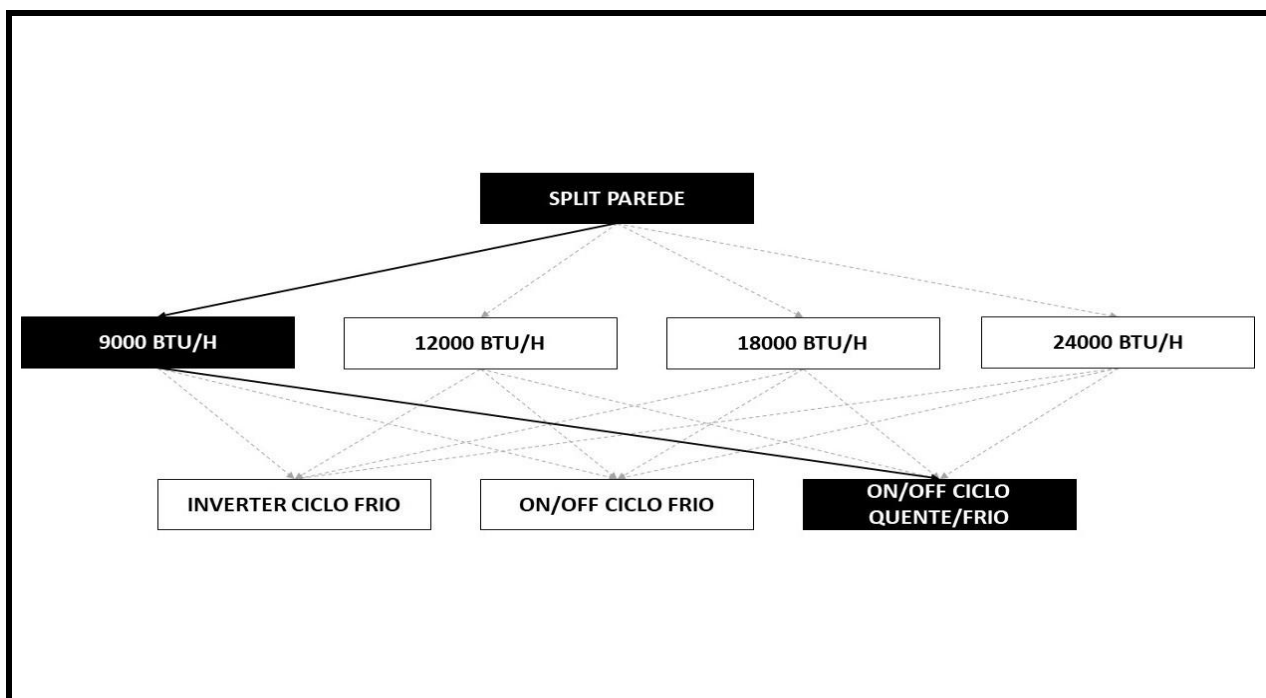 SPLIT PAREDE
9000 BTU/H
12000 BTU/H
18000 BTU/H
24000 BTU/H
INVERTER CICLO FRIO
ON/OFF CICLO FRIO
ON/OFF CICLO
QUENTE/FRIO